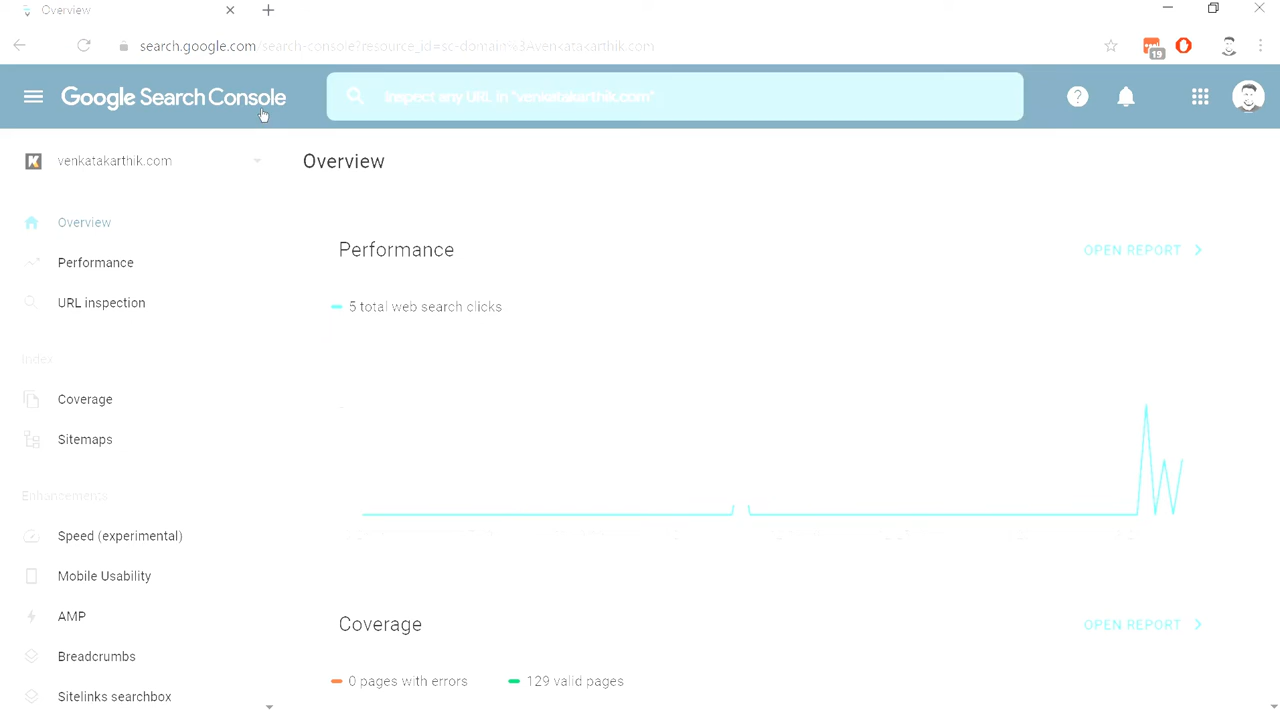 Overview
search.google.com/search-console?resource_id=sc-domain%3Avenkatakarthik.com
19
Google Search Console
Inspect any URL in "venkatakarthik.com"
?
K
venkatakarthik.com
Overview
Overview
Performance
OPEN REPORT
Performance
URL inspection
5 total web search clicks
Index
Coverage
Sitemaps
Enhancements
Speed (experimental)
Mobile Usability
AMP
Coverage
OPEN REPORT
Breadcrumbs
0 pages with errors
129 valid pages
Sitelinks searchbox